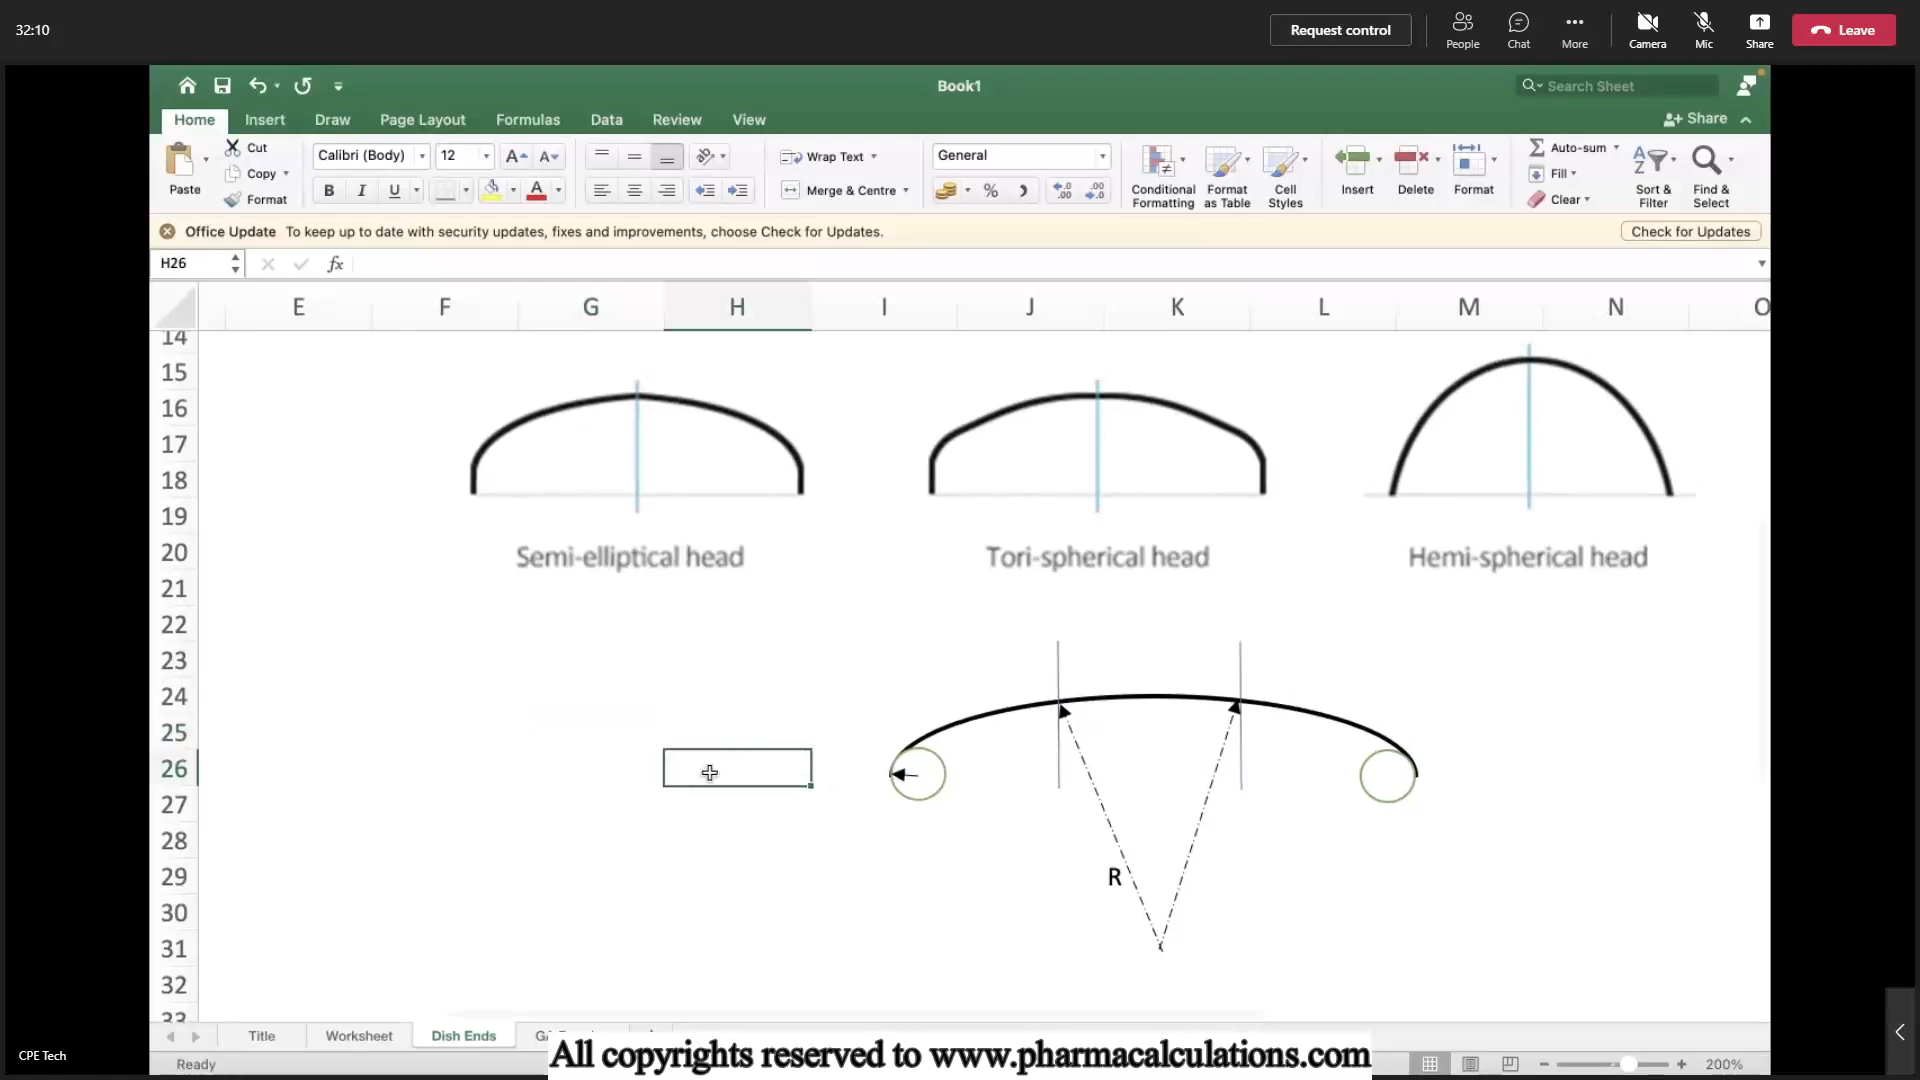 32:10
Request control
People
Chat
More
Camera
Mic
Share
Leave
Book1
Search Sheet
Home
Insert
Draw
Page Layout
Formulas
Data
Review
View
Share
Paste
Cut
Copy
Format
Calibri (Body)
12
B
I
U
Wrap Text
Merge & Centre
General
%
Conditional
Formatting
Format
as Table
Cell
Styles
Insert
Delete
Format
Auto-sum
Fill
Clear
Sort &
Filter
Find &
Select
Office Update To keep up to date with security updates, fixes and improvements, choose Check for Updates.
Check for Updates
H26
fx
E F G H I J K L M N O
14
15
16
17
18
19
20
21
22
23
24
25
26
27
28
29
30
31
32
33
Semi-elliptical head
Tori-spherical head
Hemi-spherical head
R
Title
Worksheet
Dish Ends
Ready
200%
CPE Tech
All copyrights reserved to www.pharmacalculations.com